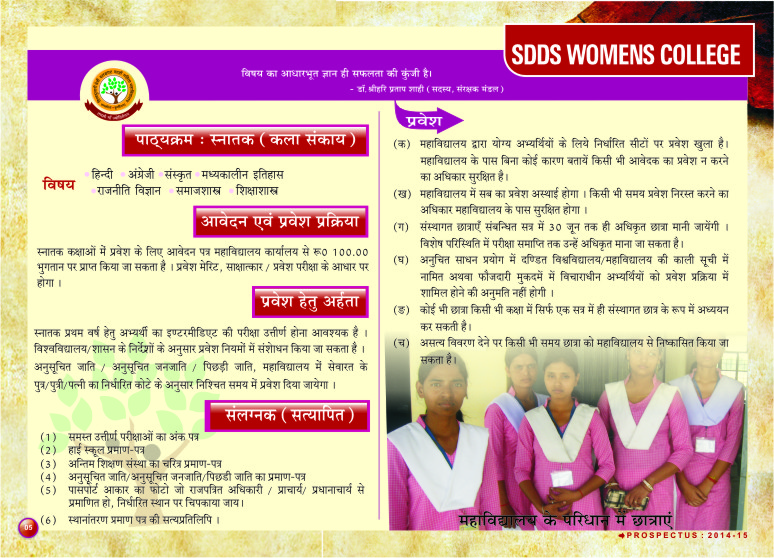 SDDS WOMENS COLLEGE
विषय का आधारभूत ज्ञान ही सफलता की कुंजी है।
- डॉ. श्रीहरि प्रताप शाही ( सदस्य, संरक्षक मंडल )
पाठ्यक्रम : स्नातक ( कला संकाय )
विषय
हिन्दी अंग्रेजी संस्कृत मध्यकालीन इतिहास
राजनीति विज्ञान समाजशास्त्र शिक्षाशास्त्र
आवेदन एवं प्रवेश प्रक्रिया
स्नातक कक्षाओं में प्रवेश के लिए आवेदन पत्र महाविद्यालय कार्यालय से रू0 100.00
भुगतान पर प्राप्त किया जा सकता है । प्रवेश मेरिट, साक्षात्कार / प्रवेश परीक्षा के आधार पर
होगा ।
प्रवेश हेतु अर्हता
स्नातक प्रथम वर्ष हेतु अभ्यर्थी का इण्टरमीडिएट की परीक्षा उत्तीर्ण होना आवश्यक है ।
विश्वविद्यालय/शासन के निर्देशों के अनुसार प्रवेश नियमों में संशोधन किया जा सकता है ।
अनुसूचित जाति / अनुसूचित जनजाति / पिछड़ी जाति, महाविद्यालय में सेवारत के
पुत्र/पुत्री/पत्नी का निर्धारित कोटे के अनुसार निश्चित समय में प्रवेश दिया जायेगा ।
संलग्नक ( सत्यापित )
(1) समस्त उत्तीर्ण परीक्षाओं का अंक पत्र
(2) हाई स्कूल प्रमाण-पत्र
(3) अन्तिम शिक्षण संस्था का चरित्र प्रमाण-पत्र
(4) अनुसूचित जाति/अनुसूचित जनजाति/पिछडी जाति का प्रमाण-पत्र
(5) पासपोर्ट आकार का फोटो जो राजपत्रित अधिकारी / प्राचार्य/ प्रधानाचार्य से
प्रमाणित हो, निर्धारित स्थान पर चिपकाया जाय।
(6) स्थानांतरण प्रमाण पत्र की सत्यप्रतिलिपि ।
05
प्रवेश
(क) महाविद्यालय द्वारा योग्य अभ्यर्थियों के लिये निर्धारित सीटों पर प्रवेश खुला है।
महाविद्यालय के पास बिना कोई कारण बतायें किसी भी आवेदक का प्रवेश न करने
का अधिकार सुरक्षित है।
(ख) महाविद्यालय में सब का प्रवेश अस्थाई होगा । किसी भी समय प्रवेश निरस्त करने का
अधिकार महाविद्यालय के पास सुरक्षित होगा ।
(ग) संस्थागत छात्राएँ संबन्धित सत्र में ३० जून तक ही अधिकृत छात्रा मानी जायेंगी ।
विशेष परिस्थिति में परीक्षा समाप्ति तक उन्हें अधिकृत माना जा सकता है।
(घ) अनुचित साधन प्रयोग में दण्डित विश्वविद्यालय/महाविद्यालय की काली सूची में
नामित अथवा फौजदारी मुकदमें में विचाराधीन अभ्यर्थियों को प्रवेश प्रक्रिया में
शामिल होने की अनुमति नहीं होगी ।
(ङ) कोई भी छात्रा किसी भी कक्षा में सिर्फ एक सत्र में ही संस्थागत छात्र के रूप में अध्ययन
कर सकती है।
(च) असत्य विवरण देने पर किसी भी समय छात्रा को महाविद्यालय से निष्कासित किया जा
सकता है।
महाविद्यालय के परिधान में छात्राएं
PROSPECTUS : 2014-15